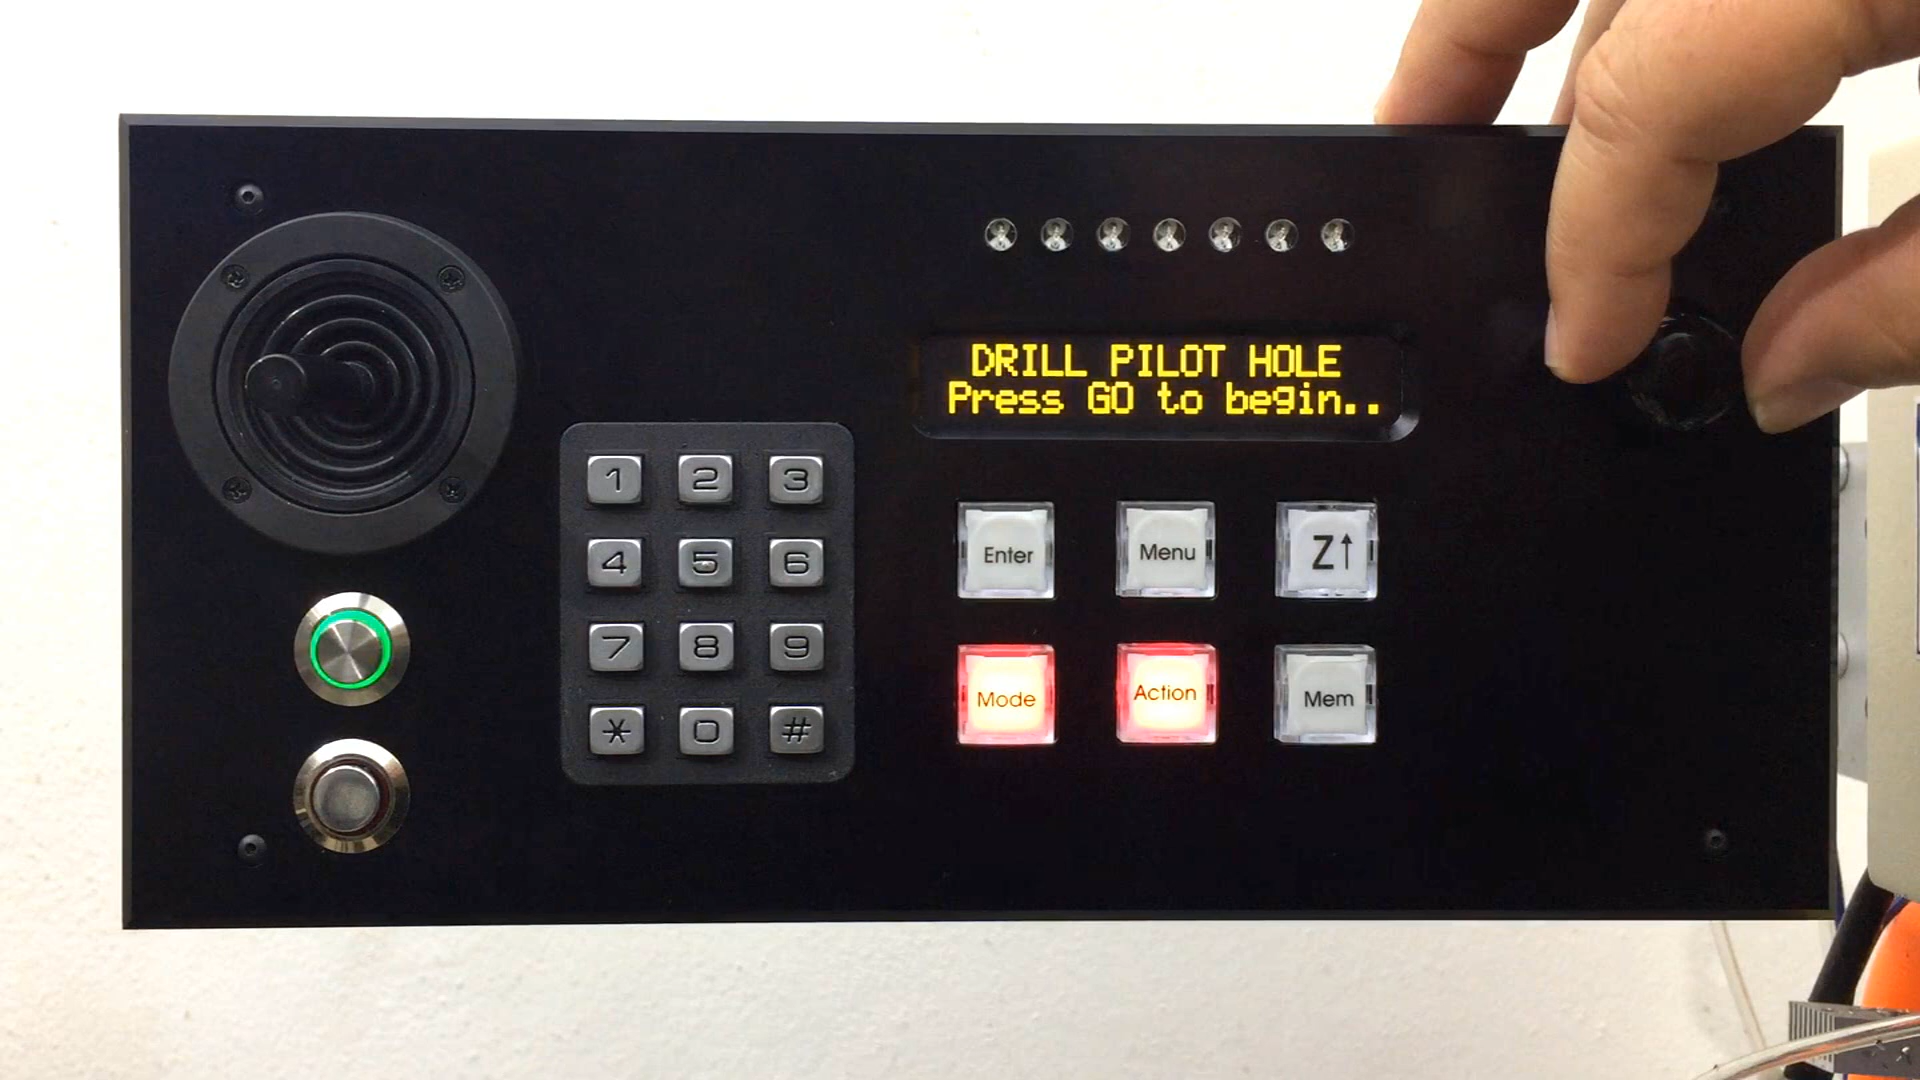 DRILL PILOT HOLE
Press GO to begin..
1 2 3
4 5 6
7 8 9
* 0 #
Enter Menu Z↑
Mode Action Mem